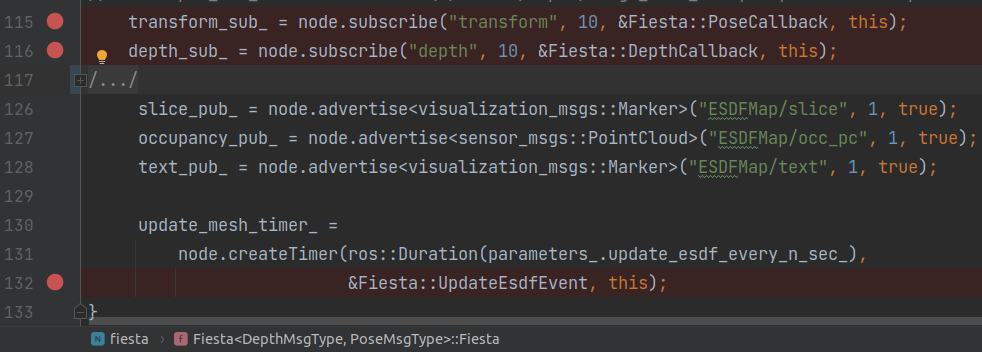 115 transform_sub_ = node.subscribe("transform", 10, &Fiesta::PoseCallback, this);
116 depth_sub_ = node.subscribe("depth", 10, &Fiesta::DepthCallback, this);
117 /.../
126 slice_pub_ = node.advertise<visualization_msgs::Marker>("ESDFMap/slice", 1, true);
127 occupancy_pub_ = node.advertise<sensor_msgs::PointCloud>("ESDFMap/occ_pc", 1, true);
128 text_pub_ = node.advertise<visualization_msgs::Marker>("ESDFMap/text", 1, true);
129
130 update_mesh_timer_ =
131 node.createTimer(ros::Duration(parameters_.update_esdf_every_n_sec_),
132 &Fiesta::UpdateEsdfEvent, this);
133 }
N fiesta › f Fiesta<DepthMsgType, PoseMsgType>::Fiesta